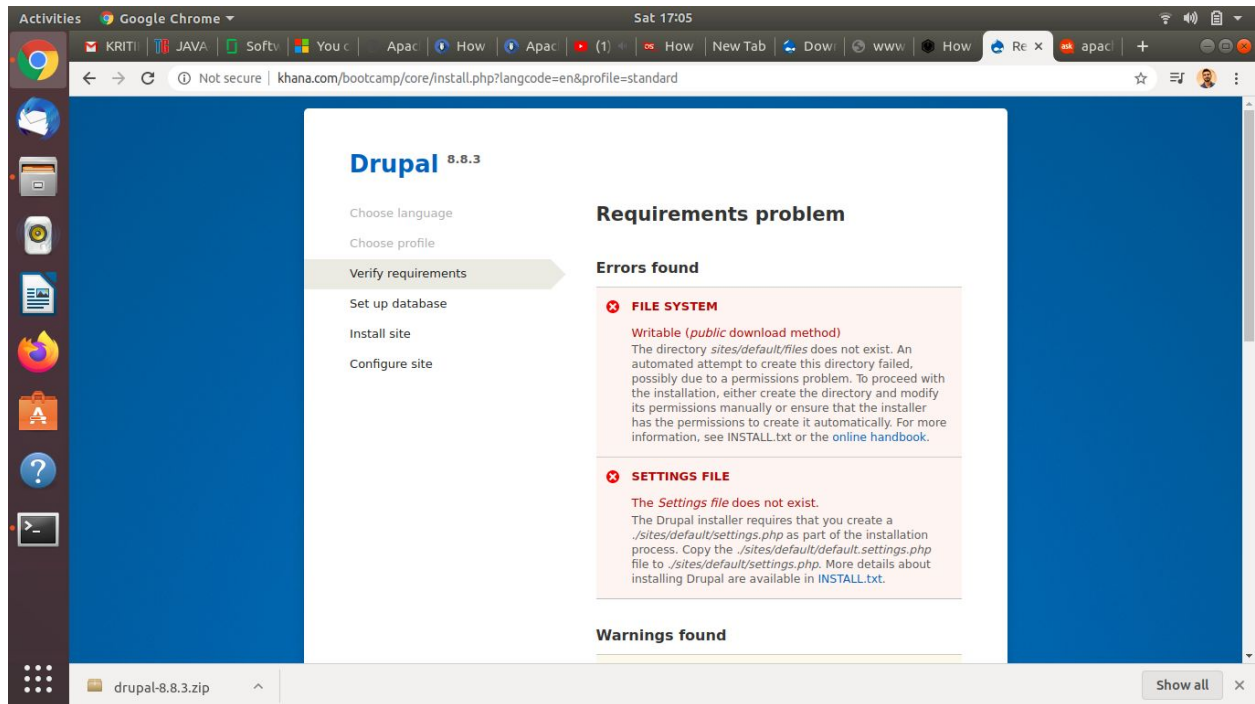 Activities Google Chrome Sat 17:05
KRITI JAVA Softv You c Apac How Apac (1) How New Tab Dow www How Re apac
Not secure khana.com/bootcamp/core/install.php?langcode=en&profile=standard
Drupal 8.8.3
Choose language
Choose profile
Verify requirements
Set up database
Install site
Configure site
Requirements problem
Errors found
FILE SYSTEM
Writable (public download method)
The directory sites/default/files does not exist. An
automated attempt to create this directory failed,
possibly due to a permissions problem. To proceed with
the installation, either create the directory and modify
its permissions manually or ensure that the installer
has the permissions to create it automatically. For more
information, see INSTALL.txt or the online handbook.
SETTINGS FILE
The Settings file does not exist.
The Drupal installer requires that you create a
./sites/default/settings.php as part of the installation
process. Copy the ./sites/default/default.settings.php
file to ./sites/default/settings.php. More details about
installing Drupal are available in INSTALL.txt.
Warnings found
drupal-8.8.3.zip
Show all